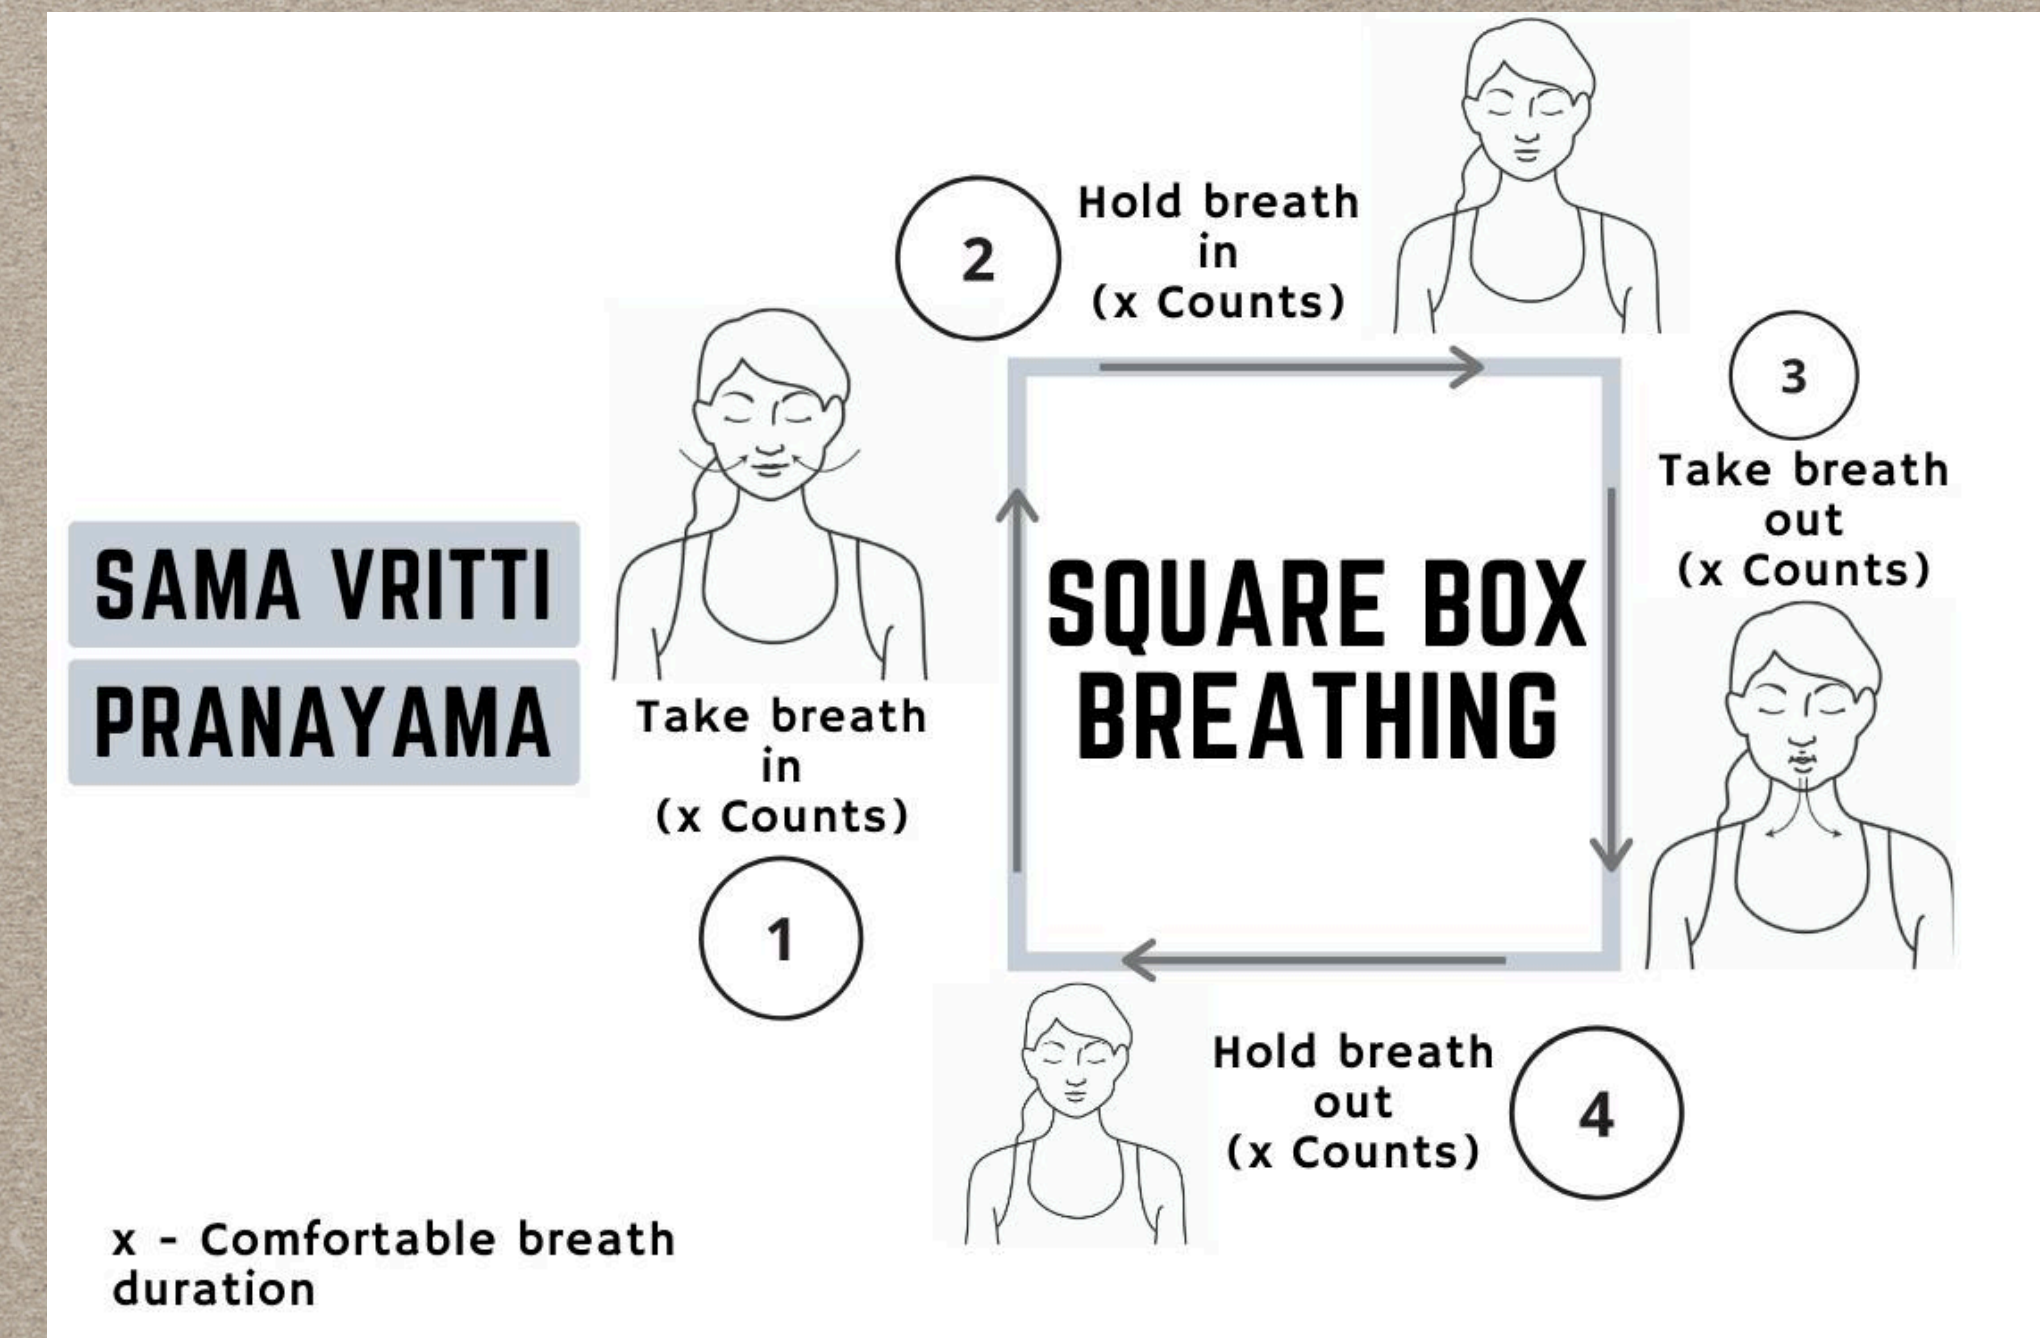 SAMA VRITTI
PRANAYAMA
Take breath
in
(x Counts)
1
2
Hold breath
in
(x Counts)
3
Take breath
out
(x Counts)
Hold breath
out
(x Counts)
4
SQUARE BOX
BREATHING
x - Comfortable breath
duration